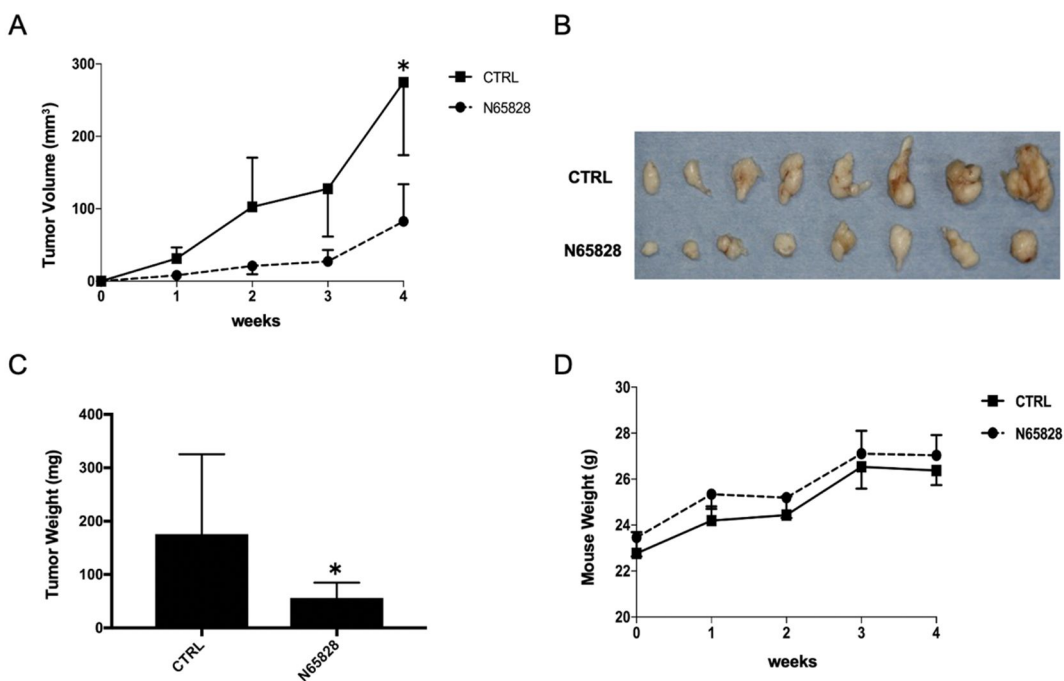 A
Tumor Volume (mm³)
300
200
100
0
0 1 2 3 4
weeks
*
CTRL
N65828
B
CTRL
N65828
C
Tumor Weight (mg)
400
300
200
100
0
*
CTRL
N65828
D
Mouse Weight (g)
30
28
26
24
22
20
0 1 2 3 4
weeks
CTRL
N65828